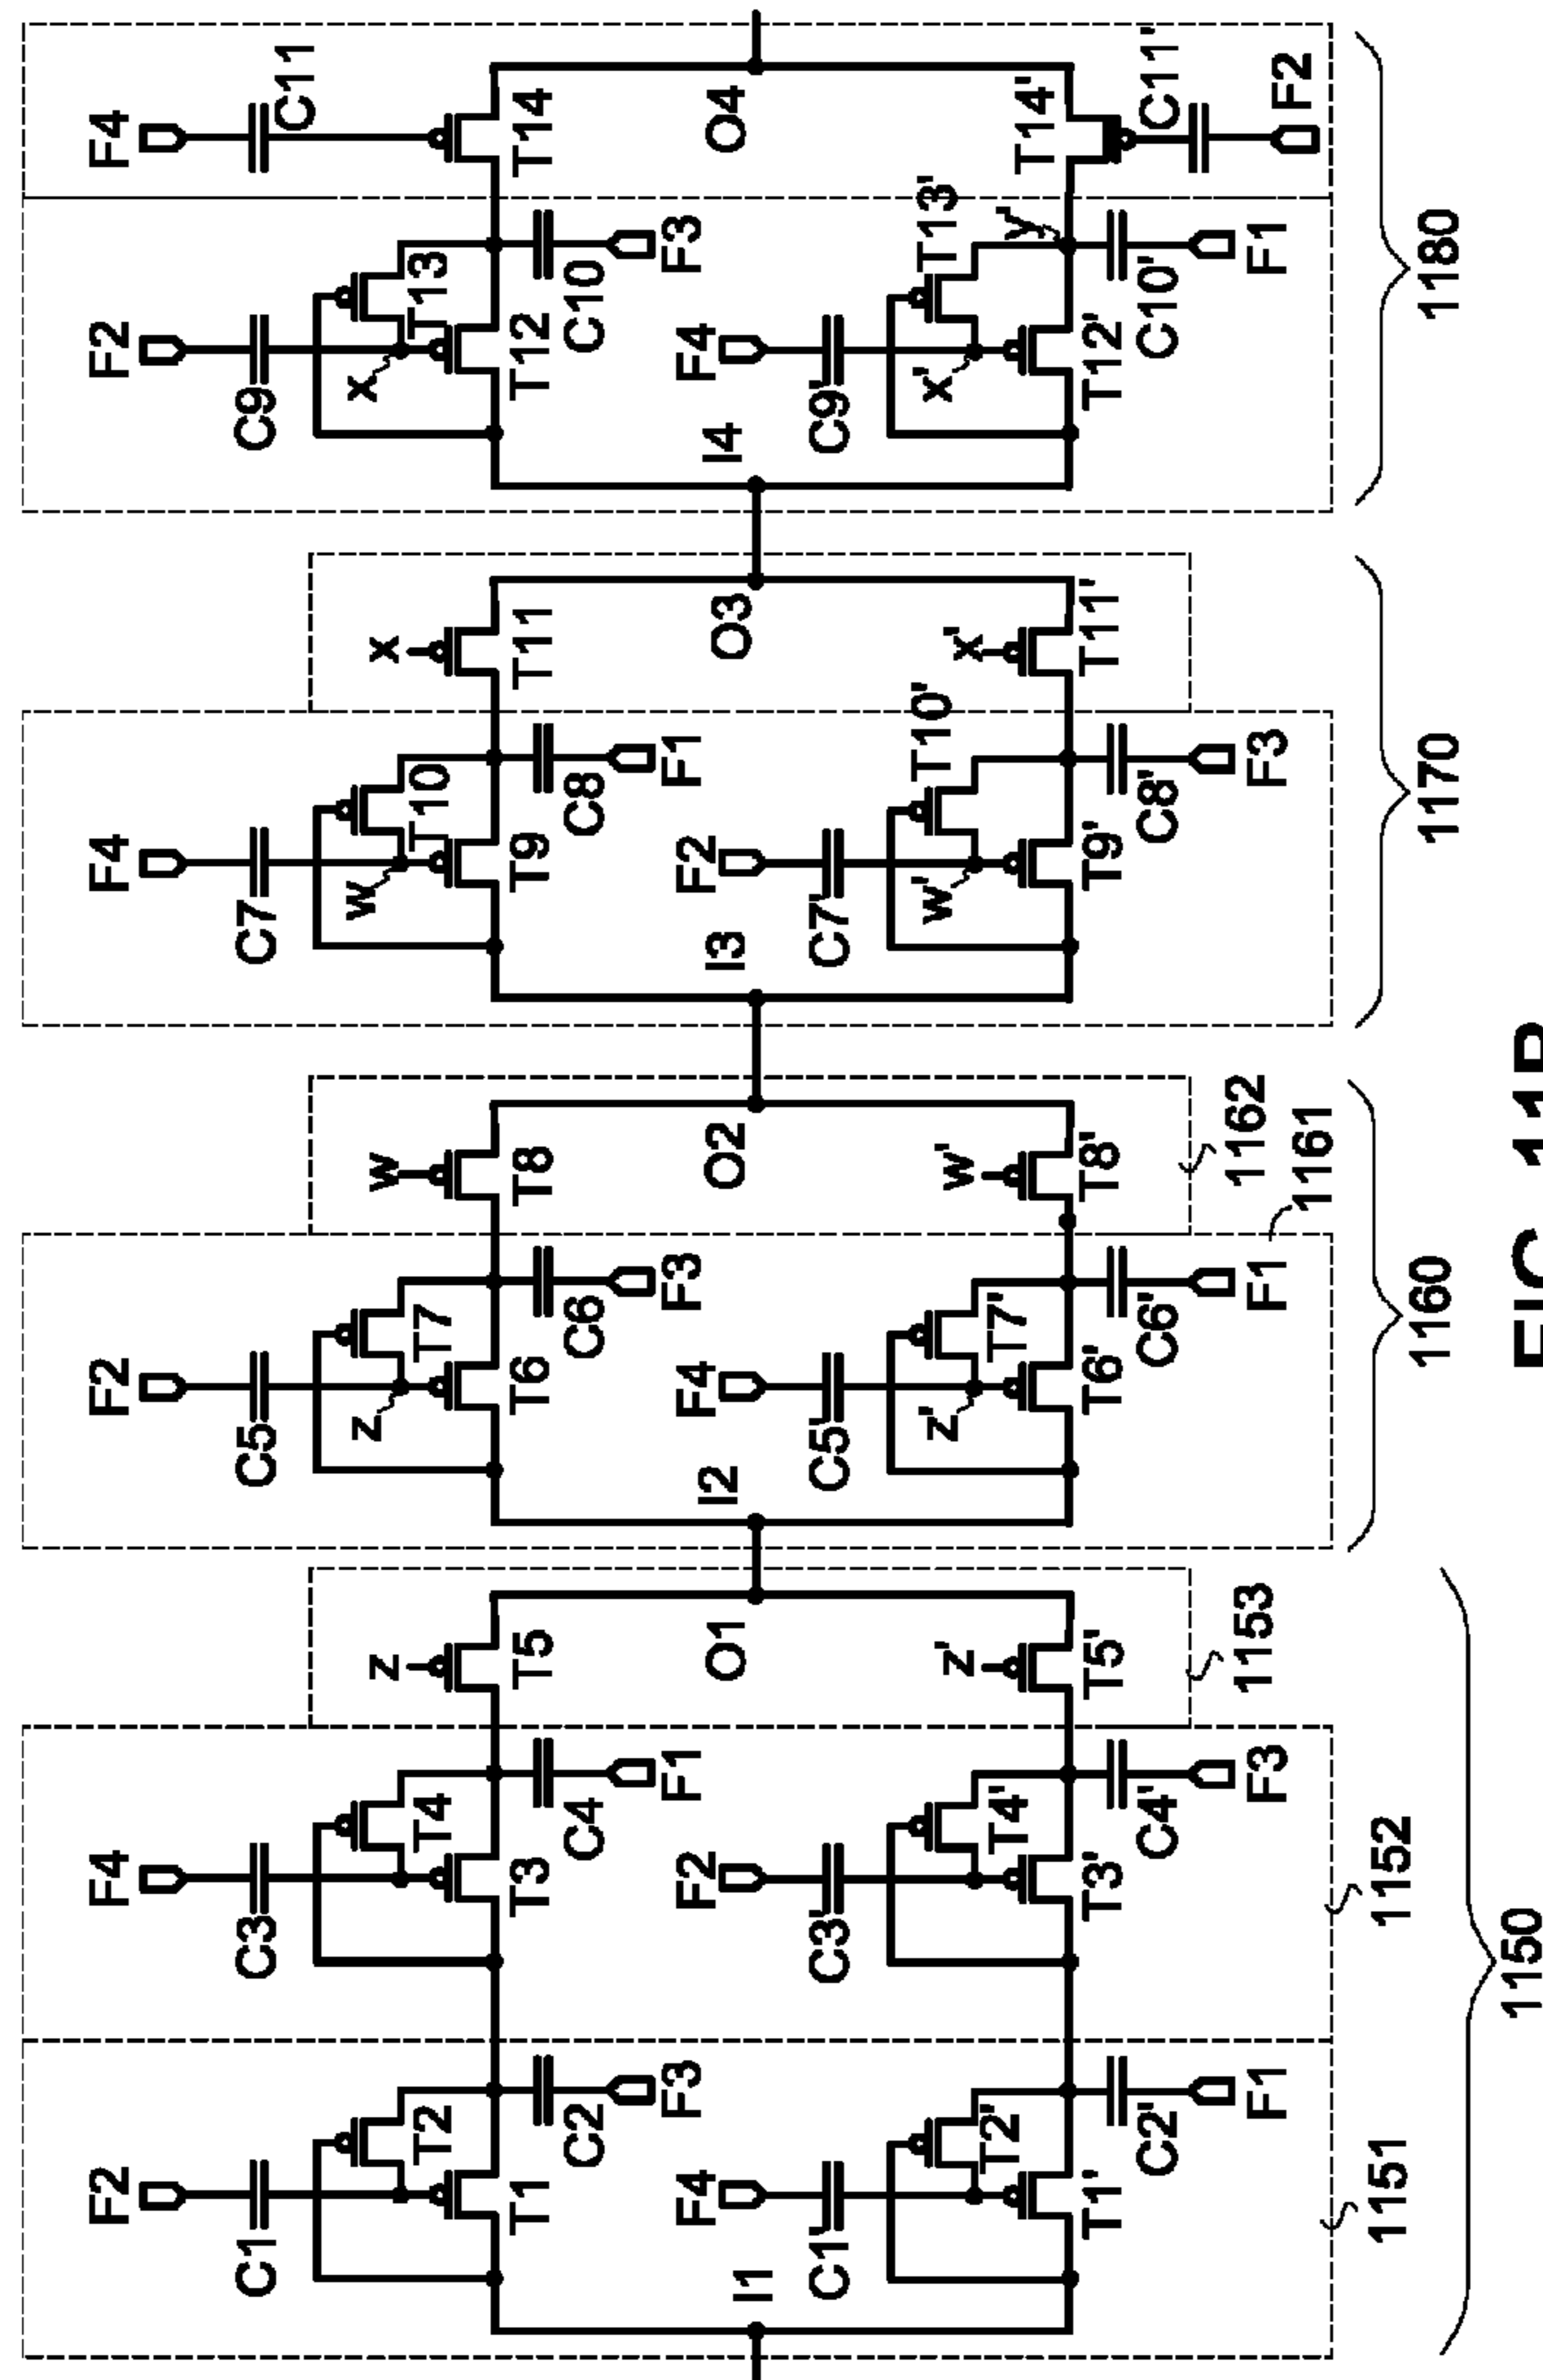 F2
F4
F2
F4
F2
F4
C1
C3
C5
C7
C9
C11
T2
T4
z
z
T7
w
w
T10
x
x
T13
T1
T3
T5
T6
T8
T9
T11
T12
T14
C2
C4
C6
C8
C10
F3
F1
F3
F1
F3
I1
O1
I2
O2
I3
O3
I4
O4
F4
F2
F4
F2
F4
C1'
C3'
C5'
C7'
C9'
T2'
T4'
z'
z'
T7'
w'
w'
T10'
x'
x'
T13'
y'
T14'
T1'
T3'
T5'
T6'
T8'
T9'
T11'
T12'
C2'
C4'
C6'
C8'
C10'
C11'
F1
F3
F1
F3
F1
F2
1151
1152
1153
1161
1162
1150
1160
1170
1180